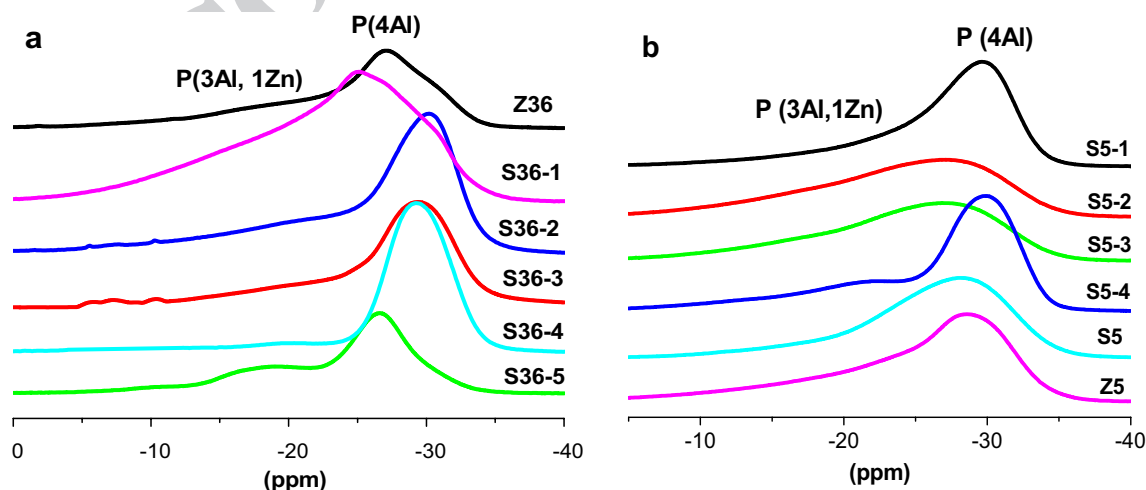 a
P(4Al)
P(3Al, 1Zn)
Z36
S36-1
S36-2
S36-3
S36-4
S36-5
0 -10 -20 -30 -40
(ppm)
b
P (4Al)
P (3Al,1Zn)
S5-1
S5-2
S5-3
S5-4
S5
Z5
-10 -20 -30 -40
(ppm)